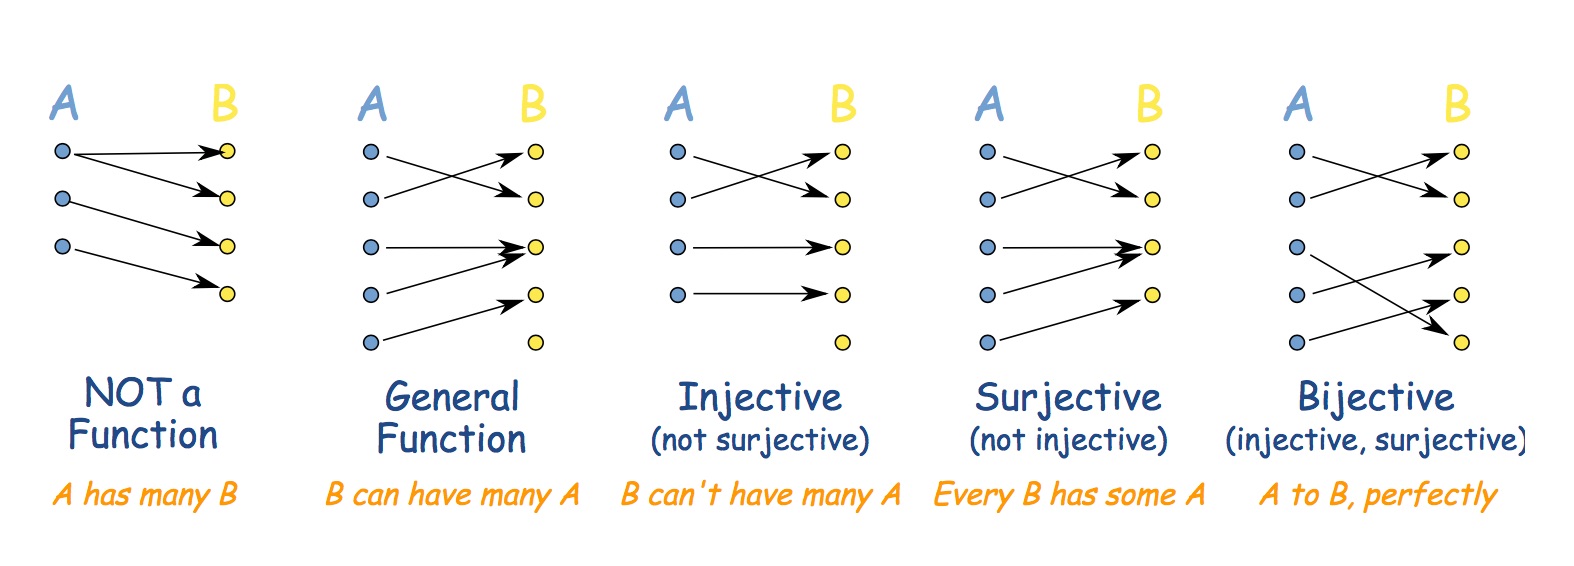 A B A B A B A B A B
NOT a
Function
General
Function
Injective
(not surjective)
Surjective
(not injective)
Bijective
(injective, surjective)
A has many B
B can have many A
B can't have many A
Every B has some A
A to B, perfectly